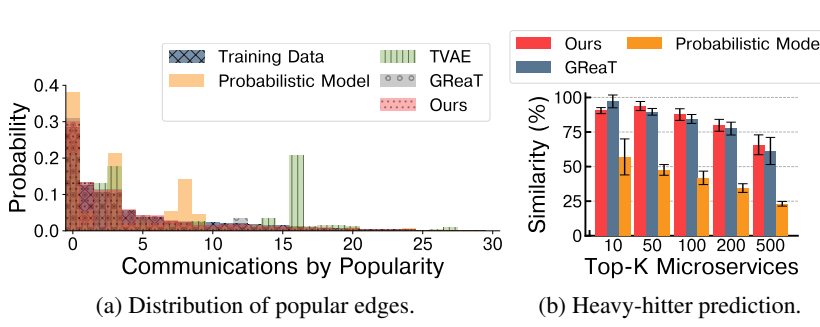 Training Data
Probabilistic Model
TVAE
GReaT
Ours
0.4
0.3
0.2
0.1
0.0
Probability
0 5 10 15 20 25 30
Communications by Popularity
(a) Distribution of popular edges.
Ours
GReaT
Probabilistic Mode
100
75
50
25
0
Similarity (%)
10 50 100 200 500
Top-K Microservices
(b) Heavy-hitter prediction.